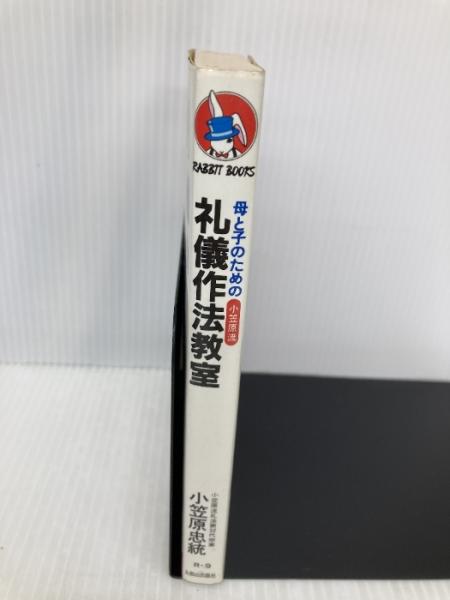 RABBIT BOOKS
母と子のための
小笠原流
礼儀作法教室
小笠原忠統
R-9